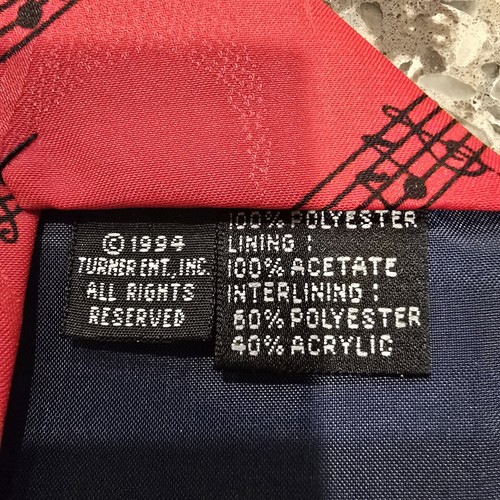 ©1994
TURNER ENT., INC.
ALL RIGHTS
RESERVED
100% POLYESTER
LINING :
100% ACETATE
INTERLINING :
60% POLYESTER
40% ACRYLIC